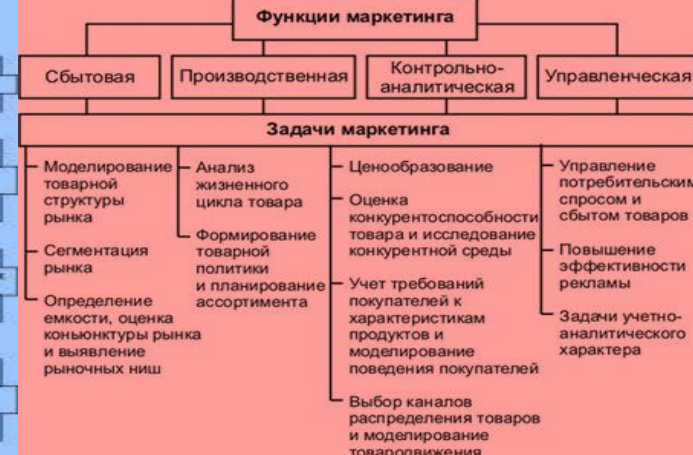 Функции маркетинга
Сбытовая
Производственная
Контрольно-
аналитическая
Управленческая
Задачи маркетинга
Моделирование
товарной
структуры
рынка
Сегментация
рынка
Определение
емкости, оценка
коньюнктуры рынка
и выявление
рыночных ниш
Анализ
жизненного
цикла товара
Формирование
товарной
политики
и планирование
ассортимента
Ценообразование
Оценка
конкурентоспособности
товара и исследование
конкурентной среды
Учет требований
покупателей к
характеристикам
продуктов и
моделирование
поведения покупателей
Выбор каналов
распределения товаров
и моделирование
товародвижения
Управление
потребительским
спросом и
сбытом товаров
Повышение
эффективности
рекламы
Задачи учетно-
аналитического
характера